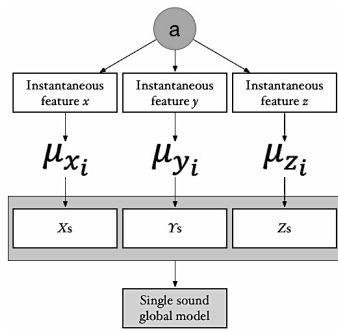 a
Instantaneous feature x
Instantaneous feature y
Instantaneous feature z
μxi
μyi
μzi
Xs
Ys
Zs
Single sound
global model